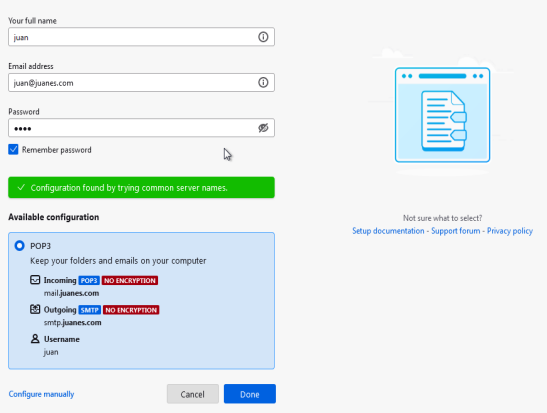 Your full name
juan
Email address
juan@juanes.com
Password
••••
Remember password
Configuration found by trying common server names.
Available configuration
POP3
Keep your folders and emails on your computer
Incoming POP3 NO ENCRYPTION
mail.juanes.com
Outgoing SMTP NO ENCRYPTION
smtp.juanes.com
Username
juan
Configure manually
Cancel
Done
Not sure what to select?
Setup documentation - Support forum - Privacy policy